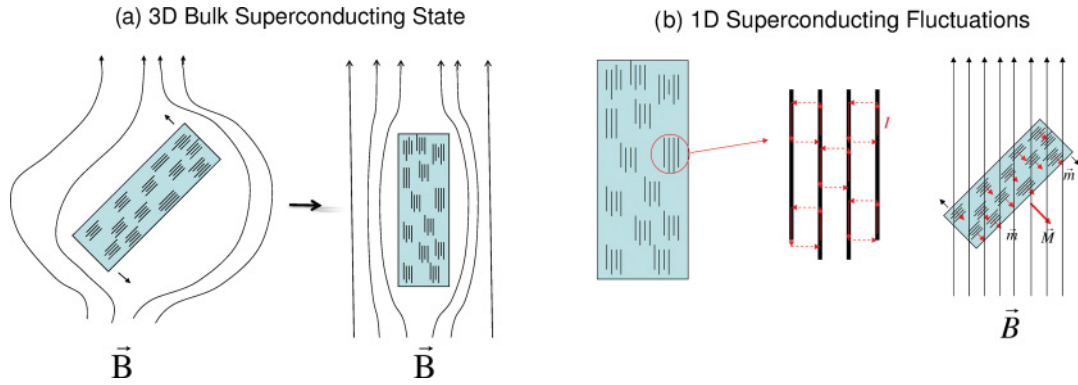 (a) 3D Bulk Superconducting State
(b) 1D Superconducting Fluctuations
I
m⃗
m⃗
M⃗
B⃗
B⃗
B⃗